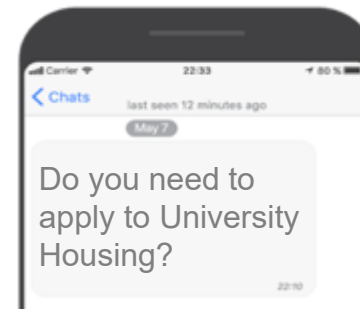 Carrier 22:33 80 %
Chats
last seen 12 minutes ago
May 7
Do you need to
apply to University
Housing?
22:10